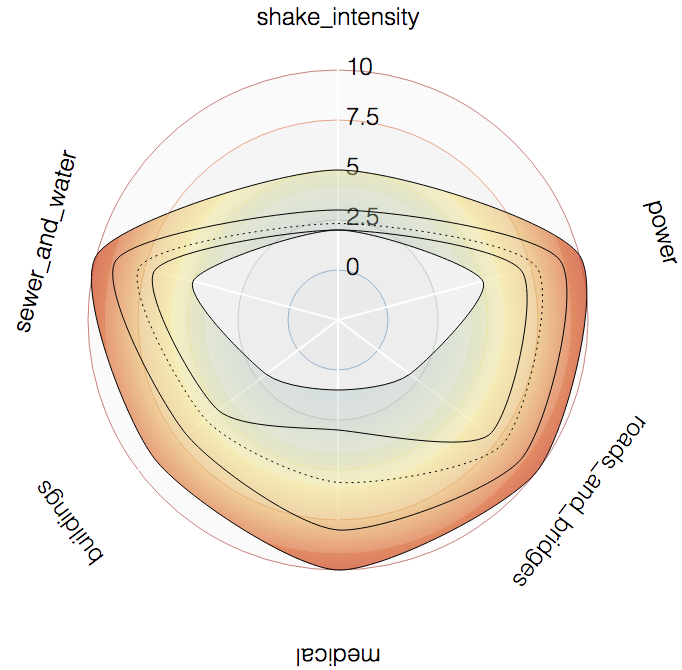 shake_intensity
10
7.5
5
2.5
0
power
roads_and_bridges
medical
buildings
sewer_and_water